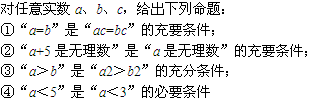 对任意实数a、b、c,给出下列命题:
①“a=b”是“ac=bc”的充要条件;
②“a+5是无理数”是“a是无理数”的充要条件;
③“a>b”是“a2>b2”的充分条件;
④“a<5”是“a<3”的必要条件